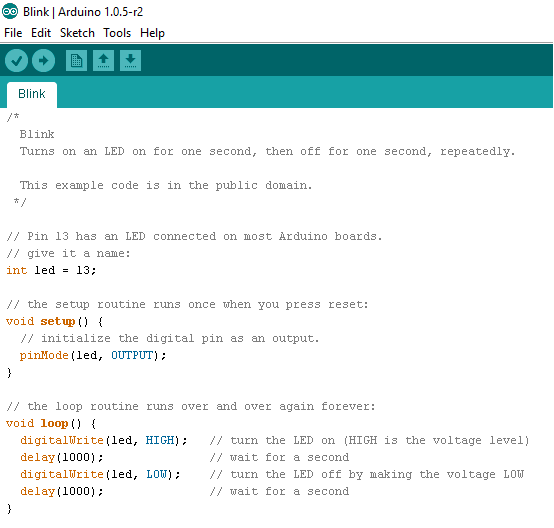 Blink | Arduino 1.0.5-r2
File Edit Sketch Tools Help
Blink
/*
  Blink
  Turns on an LED on for one second, then off for one second, repeatedly.

  This example code is in the public domain.
 */

// Pin 13 has an LED connected on most Arduino boards.
// give it a name:
int led = 13;

// the setup routine runs once when you press reset:
void setup() {
  // initialize the digital pin as an output.
  pinMode(led, OUTPUT);
}

// the loop routine runs over and over again forever:
void loop() {
  digitalWrite(led, HIGH);   // turn the LED on (HIGH is the voltage level)
  delay(1000);               // wait for a second
  digitalWrite(led, LOW);    // turn the LED off by making the voltage LOW
  delay(1000);               // wait for a second
}